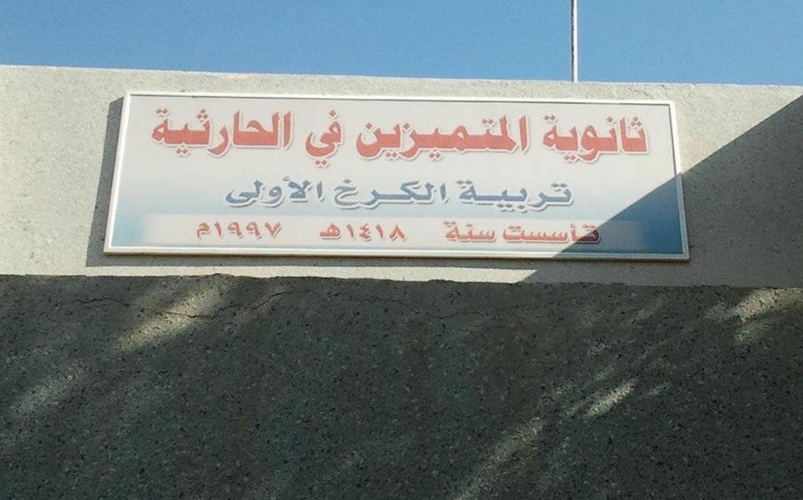 ثانوية المتميزين في الحارثية
تربية الكرخ الأولى
تأسست سنة ١٤١٨هـ ١٩٩٧م